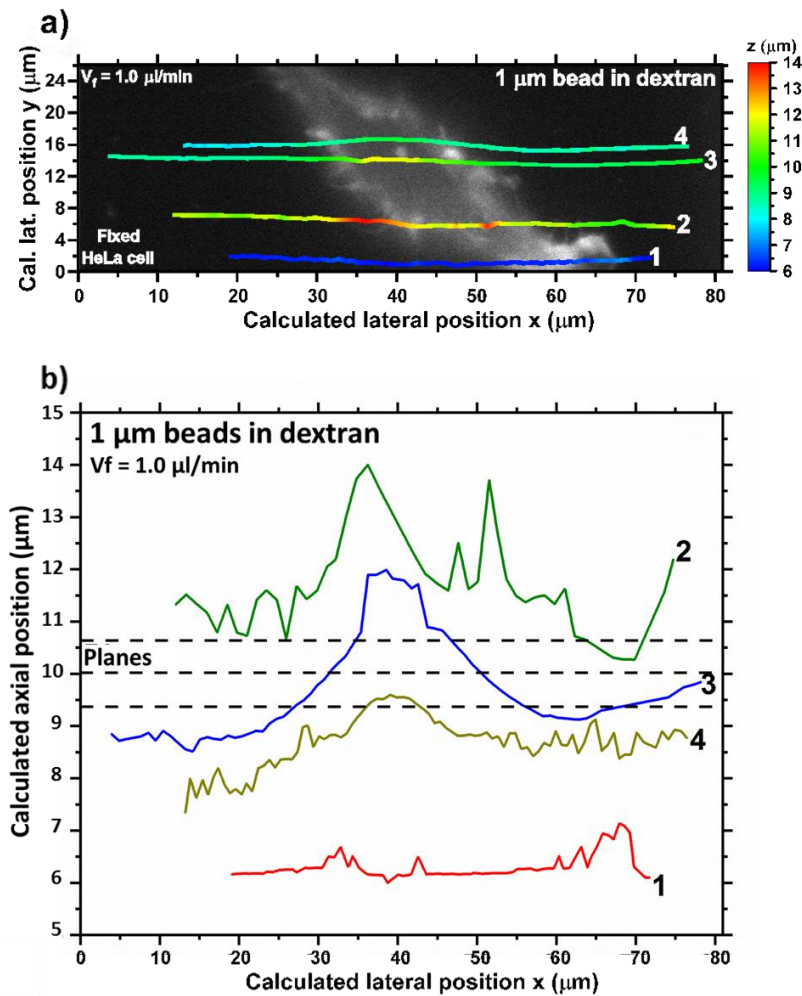 a)
Cal. lat. position y (µm)
24
20
16
12
8
4
0
V_f = 1.0 µl/min
1 µm bead in dextran
4
3
2
1
Fixed
HeLa cell
0 10 20 30 40 50 60 70 80
Calculated lateral position x (µm)
z (µm)
14
13
12
11
10
9
8
7
6
b)
Calculated axial position (µm)
15
14
13
12
11
10
9
8
7
6
5
1 µm beads in dextran
Vf = 1.0 µl/min
Planes
2
3
4
1
0 10 20 30 40 50 60 70 80
Calculated lateral position x (µm)